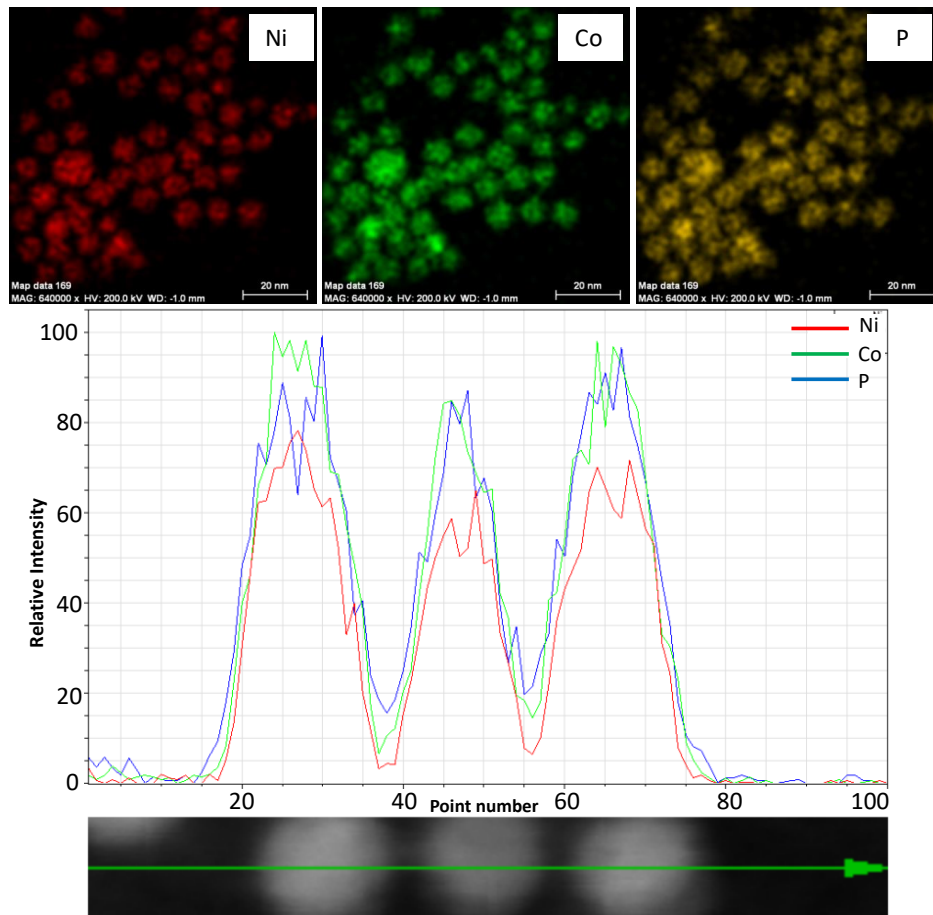 Ni
Co
P
Map data 169
MAG: 640000 x HV: 200.0 kV WD: -1.0 mm
20 nm
Map data 169
MAG: 640000 x HV: 200.0 kV WD: -1.0 mm
20 nm
Map data 169
MAG: 640000 x HV: 200.0 kV WD: -1.0 mm
20 nm
Ni
Co
P
100
80
60
40
20
0
Relative Intensity
20
40
60
80
100
Point number